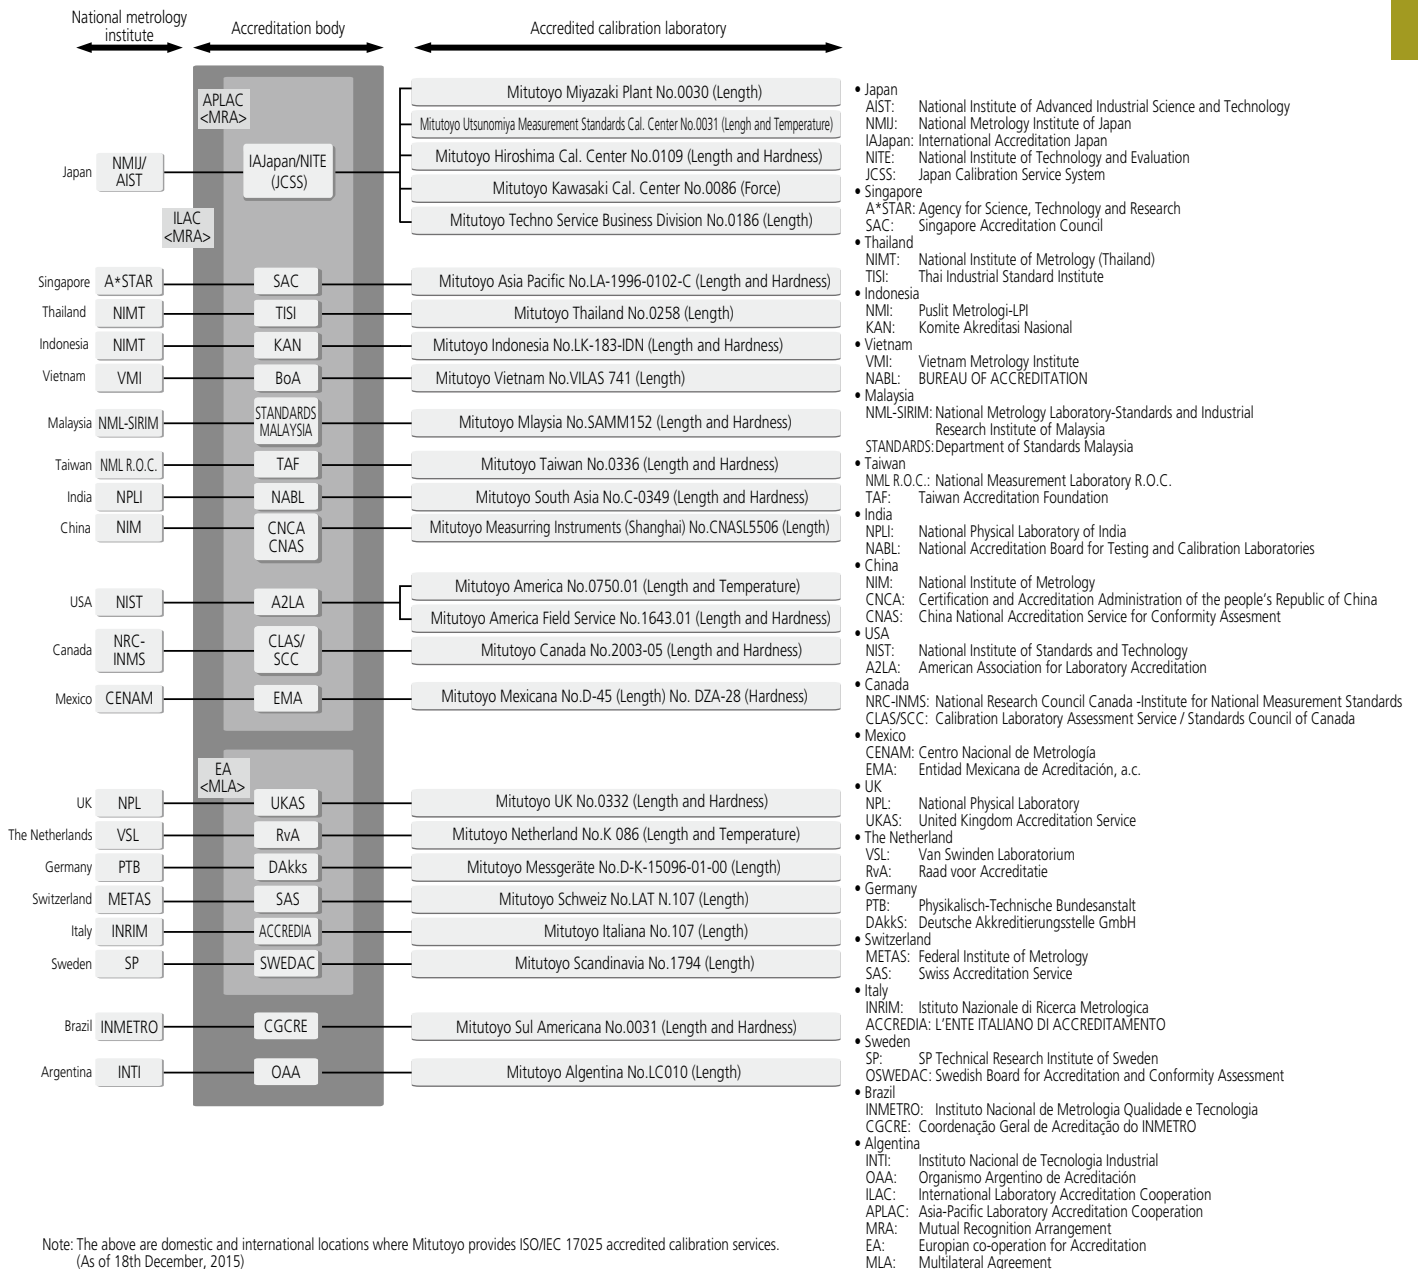 National metrology
institute
Accreditation body
Accredited calibration laboratory
APLAC
<MRA>
ILAC
<MRA>
Japan
NMIJ/
AIST
IAJapan/NITE
(JCSS)
Mitutoyo Miyazaki Plant No.0030 (Length)
Mitutoyo Utsunomiya Measurement Standards Cal. Center No.0031 (Lengh and Temperature)
Mitutoyo Hiroshima Cal. Center No.0109 (Length and Hardness)
Mitutoyo Kawasaki Cal. Center No.0086 (Force)
Mitutoyo Techno Service Business Division No.0186 (Length)
Singapore A*STAR SAC Mitutoyo Asia Pacific No.LA-1996-0102-C (Length and Hardness)
Thailand NIMT TISI Mitutoyo Thailand No.0258 (Length)
Indonesia NIMT KAN Mitutoyo Indonesia No.LK-183-IDN (Length and Hardness)
Vietnam VMI BoA Mitutoyo Vietnam No.VILAS 741 (Length)
Malaysia NML-SIRIM STANDARDS
MALAYSIA
Mitutoyo Mlaysia No.SAMM152 (Length and Hardness)
Taiwan NML R.O.C. TAF Mitutoyo Taiwan No.0336 (Length and Hardness)
India NPLI NABL Mitutoyo South Asia No.C-0349 (Length and Hardness)
China NIM CNCA
CNAS
Mitutoyo Measurring Instruments (Shanghai) No.CNASL5506 (Length)
USA NIST A2LA
Mitutoyo America No.0750.01 (Length and Temperature)
Mitutoyo America Field Service No.1643.01 (Length and Hardness)
Canada NRC-
INMS
CLAS/
SCC
Mitutoyo Canada No.2003-05 (Length and Hardness)
Mexico CENAM EMA Mitutoyo Mexicana No.D-45 (Length) No. DZA-28 (Hardness)
EA
<MLA>
UK NPL UKAS Mitutoyo UK No.0332 (Length and Hardness)
The Netherlands VSL RvA Mitutoyo Netherland No.K 086 (Length and Temperature)
Germany PTB DAkks Mitutoyo Messgeräte No.D-K-15096-01-00 (Length)
Switzerland METAS SAS Mitutoyo Schweiz No.LAT N.107 (Length)
Italy INRIM ACCREDIA Mitutoyo Italiana No.107 (Length)
Sweden SP SWEDAC Mitutoyo Scandinavia No.1794 (Length)
Brazil INMETRO CGCRE Mitutoyo Sul Americana No.0031 (Length and Hardness)
Argentina INTI OAA Mitutoyo Algentina No.LC010 (Length)
• Japan
AIST: National Institute of Advanced Industrial Science and Technology
NMIJ: National Metrology Institute of Japan
IAJapan: International Accreditation Japan
NITE: National Institute of Technology and Evaluation
JCSS: Japan Calibration Service System
• Singapore
A*STAR: Agency for Science, Technology and Research
SAC: Singapore Accreditation Council
• Thailand
NIMT: National Institute of Metrology (Thailand)
TISI: Thai Industrial Standard Institute
• Indonesia
NMI: Puslit Metrologi-LPI
KAN: Komite Akreditasi Nasional
• Vietnam
VMI: Vietnam Metrology Institute
NABL: BUREAU OF ACCREDITATION
• Malaysia
NML-SIRIM: National Metrology Laboratory-Standards and Industrial
Research Institute of Malaysia
STANDARDS: Department of Standards Malaysia
• Taiwan
NML R.O.C.: National Measurement Laboratory R.O.C.
TAF: Taiwan Accreditation Foundation
• India
NPLI: National Physical Laboratory of India
NABL: National Accreditation Board for Testing and Calibration Laboratories
• China
NIM: National Institute of Metrology
CNCA: Certification and Accreditation Administration of the people's Republic of China
CNAS: China National Accreditation Service for Conformity Assesment
• USA
NIST: National Institute of Standards and Technology
A2LA: American Association for Laboratory Accreditation
• Canada
NRC-INMS: National Research Council Canada -Institute for National Measurement Standards
CLAS/SCC: Calibration Laboratory Assessment Service / Standards Council of Canada
• Mexico
CENAM: Centro Nacional de Metrología
EMA: Entidad Mexicana de Acreditación, a.c.
• UK
NPL: National Physical Laboratory
UKAS: United Kingdom Accreditation Service
• The Netherland
VSL: Van Swinden Laboratorium
RvA: Raad voor Accreditatie
• Germany
PTB: Physikalisch-Technische Bundesanstalt
DAkkS: Deutsche Akkreditierungsstelle GmbH
• Switzerland
METAS: Federal Institute of Metrology
SAS: Swiss Accreditation Service
• Italy
INRIM: Istituto Nazionale di Ricerca Metrologica
ACCREDIA: L'ENTE ITALIANO DI ACCREDITAMENTO
• Sweden
SP: SP Technical Research Institute of Sweden
OSWEDAC: Swedish Board for Accreditation and Conformity Assessment
• Brazil
INMETRO: Instituto Nacional de Metrologia Qualidade e Tecnologia
CGCRE: Coordenação Geral de Acreditação do INMETRO
• Algentina
INTI: Instituto Nacional de Tecnologia Industrial
OAA: Organismo Argentino de Acreditación
ILAC: International Laboratory Accreditation Cooperation
APLAC: Asia-Pacific Laboratory Accreditation Cooperation
MRA: Mutual Recognition Arrangement
EA: Europian co-operation for Accreditation
MLA: Multilateral Agreement
Note: The above are domestic and international locations where Mitutoyo provides ISO/IEC 17025 accredited calibration services.
(As of 18th December, 2015)